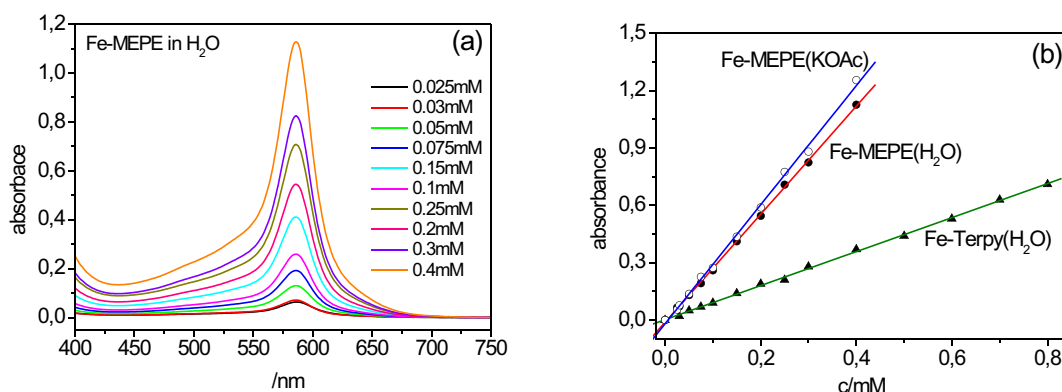 Fe-MEPE in H₂O
(a)
0.025mM
0.03mM
0.05mM
0.075mM
0.15mM
0.1mM
0.25mM
0.2mM
0.3mM
0.4mM
absorbace
1,2
1,0
0,8
0,6
0,4
0,2
0,0
400 450 500 550 600 650 700 750
/nm
(b)
Fe-MEPE(KOAc)
Fe-MEPE(H₂O)
Fe-Terpy(H₂O)
absorbance
1,5
1,2
0,9
0,6
0,3
0,0
0,0 0,2 0,4 0,6 0,8
c/mM